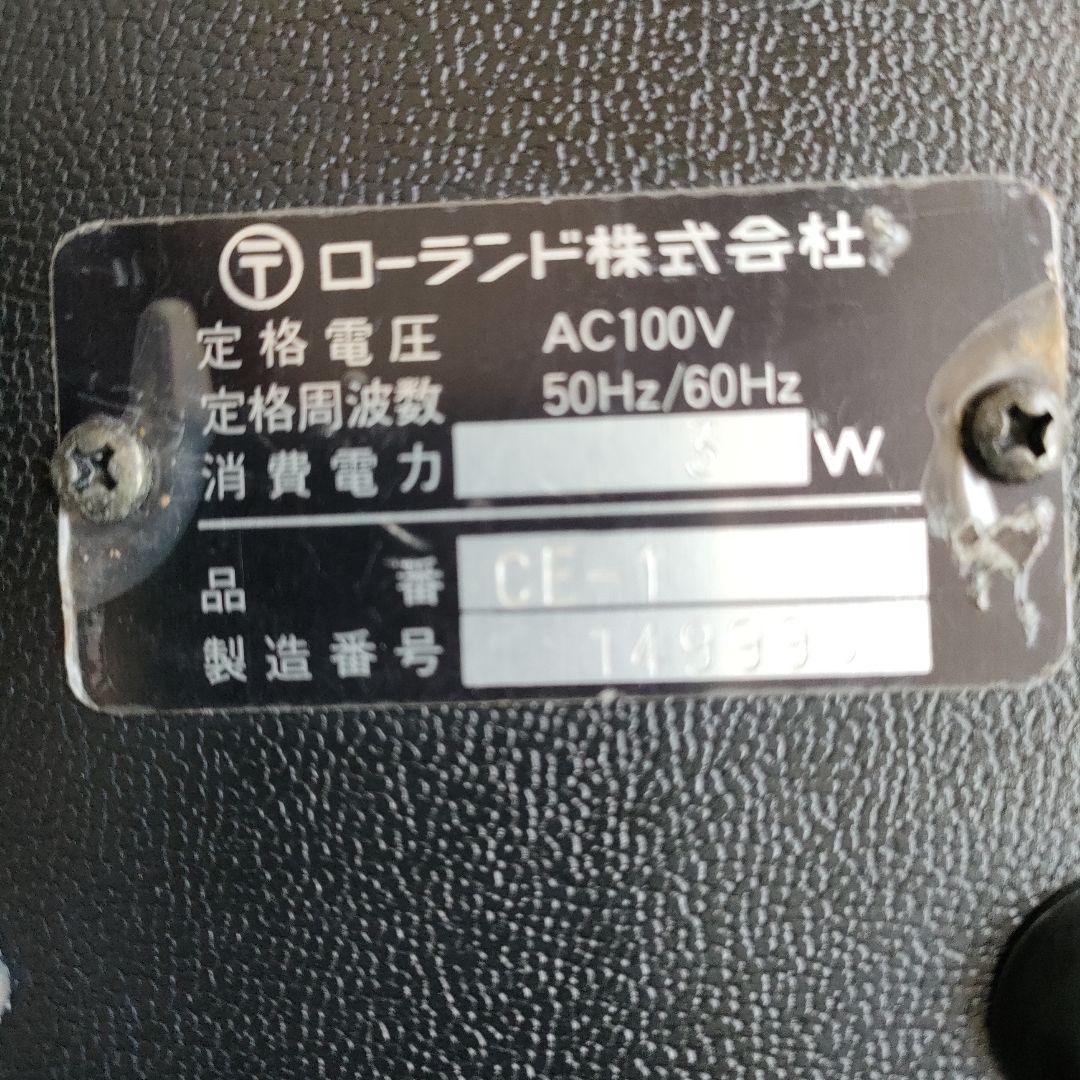 〶 ローランド株式会社
定格電圧 AC100V
定格周波数 50Hz/60Hz
消費電力 W
品番 CE-1
製造番号